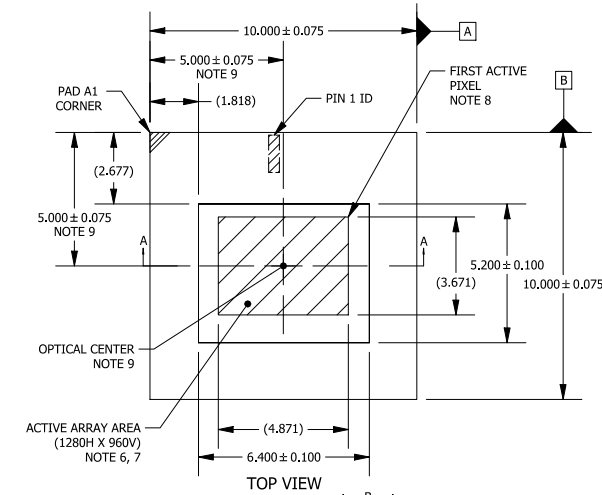 10.000 ± 0.075
A
5.000 ± 0.075
NOTE 9
FIRST ACTIVE
PIXEL
NOTE 8
B
PAD A1
CORNER
(1.818)
PIN 1 ID
(2.677)
5.000 ± 0.075
NOTE 9
A
A
5.200 ± 0.100
(3.671)
10.000 ± 0.075
OPTICAL CENTER
NOTE 9
ACTIVE ARRAY AREA
(1280H X 960V)
NOTE 6, 7
(4.871)
6.400 ± 0.100
TOP VIEW
B